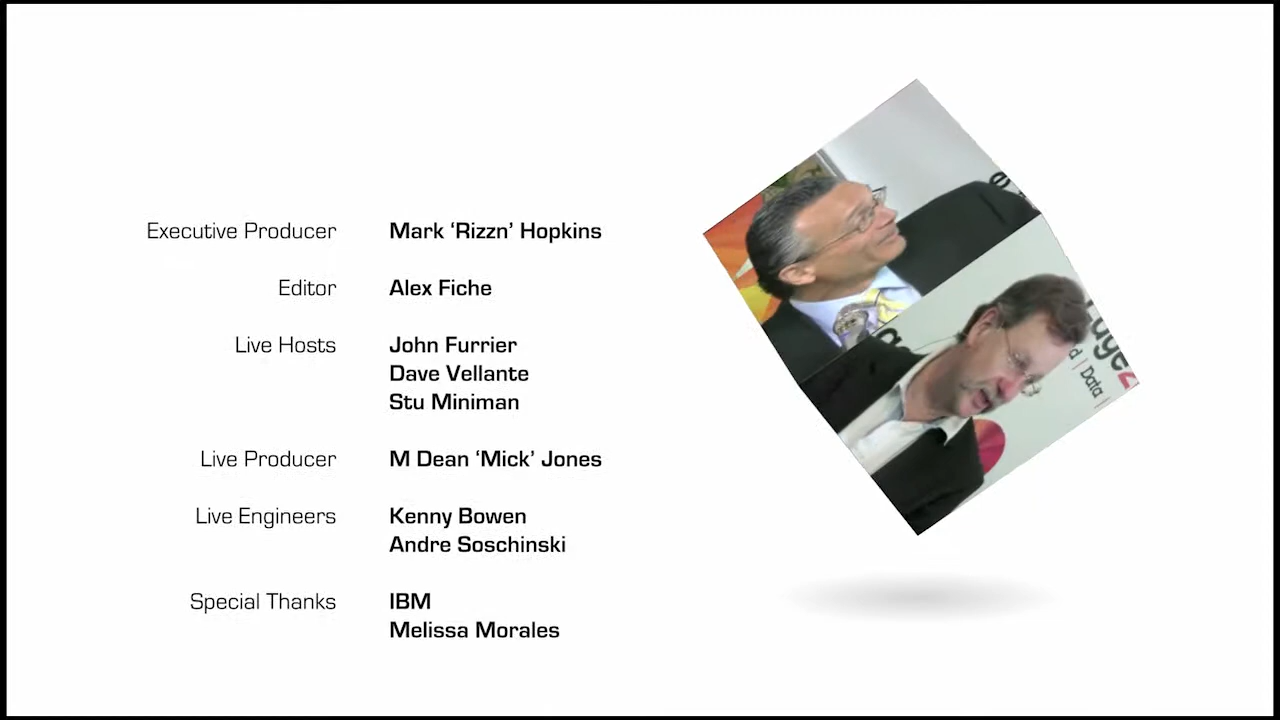 Executive Producer Mark ‘Rizzn’ Hopkins
Editor Alex Fiche
Live Hosts John Furrier
Dave Vellante
Stu Miniman
Live Producer M Dean ‘Mick’ Jones
Live Engineers Kenny Bowen
Andre Soschinski
Special Thanks IBM
Melissa Morales
Data |